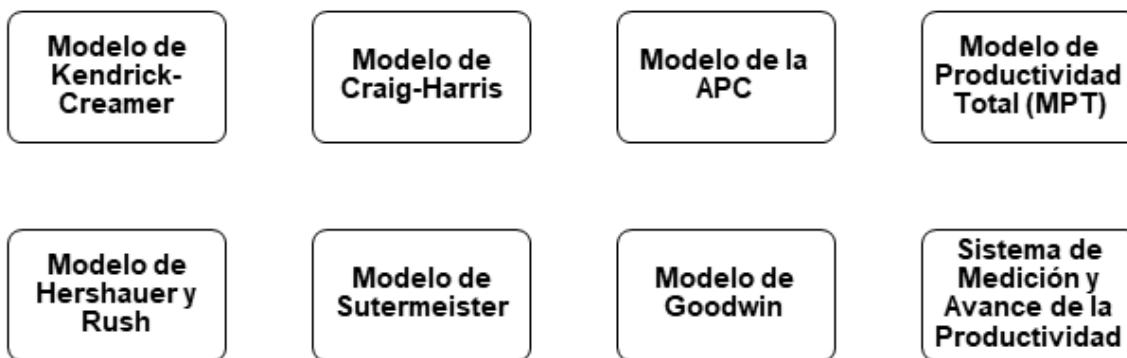 Modelo de
Kendrick-
Creamer
Modelo de
Craig-Harris
Modelo de la
APC
Modelo de
Productividad
Total (MPT)
Modelo de
Hershauer y
Rush
Modelo de
Sutermeister
Modelo de
Goodwin
Sistema de
Medición y
Avance de la
Productividad